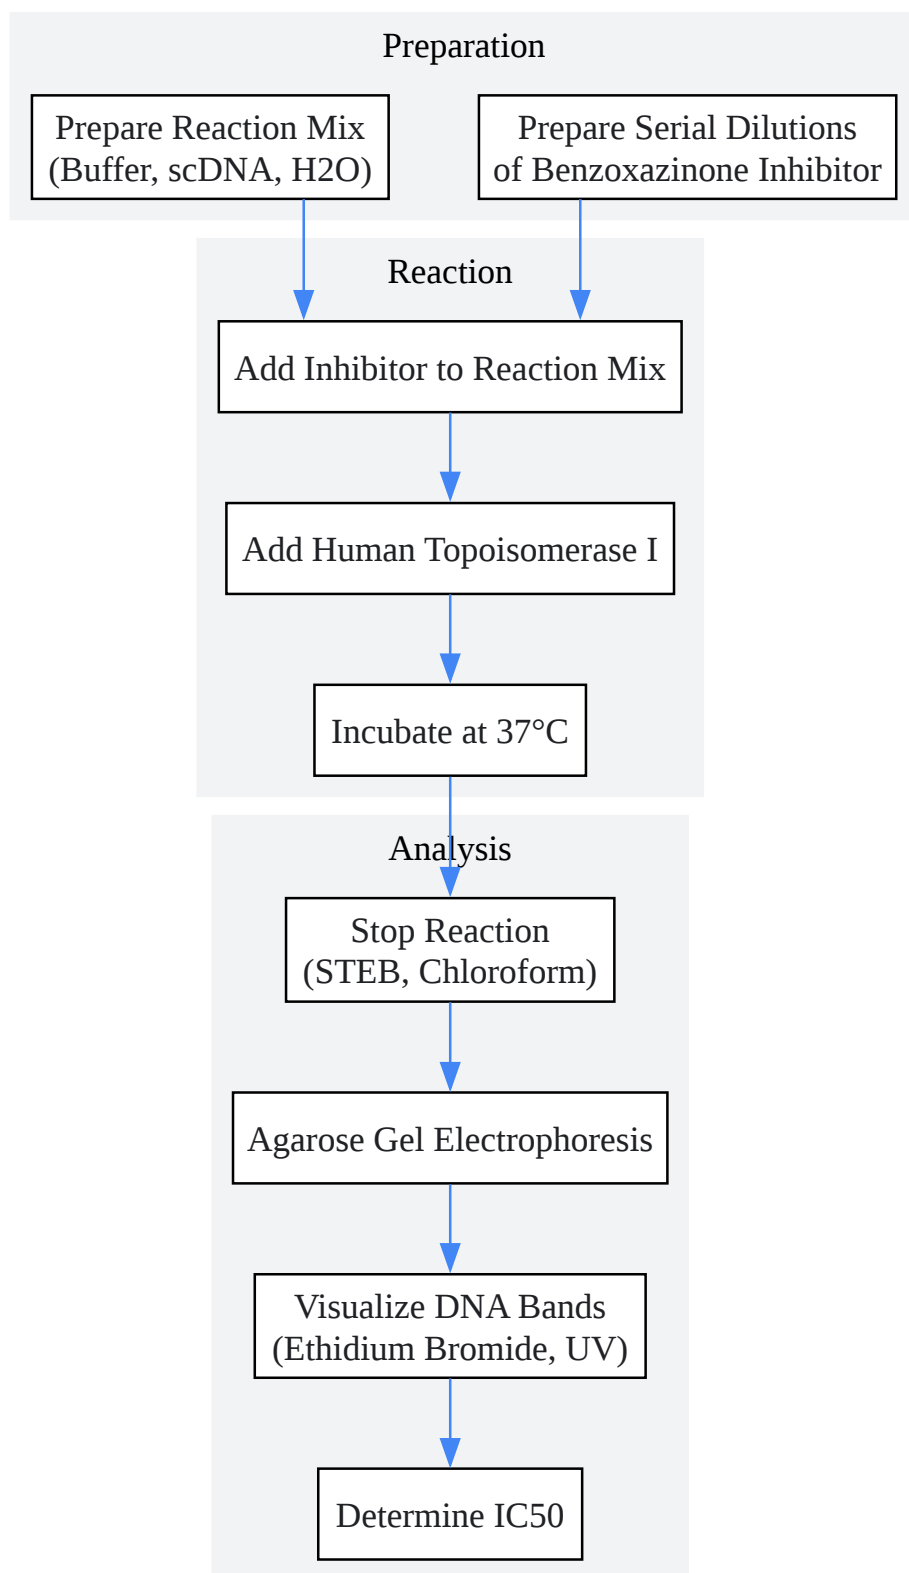 Preparation
Prepare Reaction Mix
(Buffer, scDNA, H2O)
Prepare Serial Dilutions
of Benzoxazinone Inhibitor
Reaction
Add Inhibitor to Reaction Mix
Add Human Topoisomerase I
Incubate at 37°C
Analysis
Stop Reaction
(STEB, Chloroform)
Agarose Gel Electrophoresis
Visualize DNA Bands
(Ethidium Bromide, UV)
Determine IC50